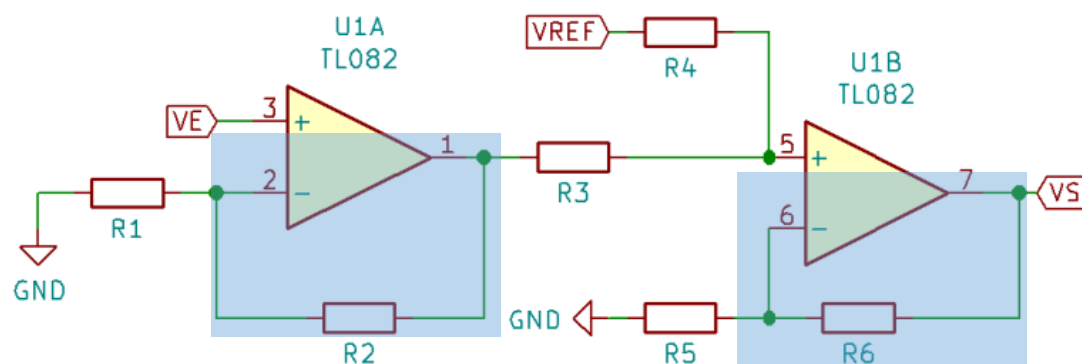 U1A
TL082
VREF
R4
U1B
TL082
VE
3
+
1
5
+
2
-
R3
7
VS
R1
6
-
GND
GND
R2
R5
R6